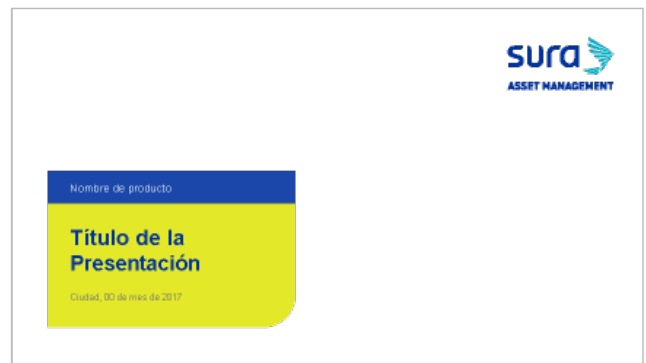 sura
ASSET MANAGEMENT
Nombre de producto
Título de la
Presentación
Ciudad, 00 de mes de 2017